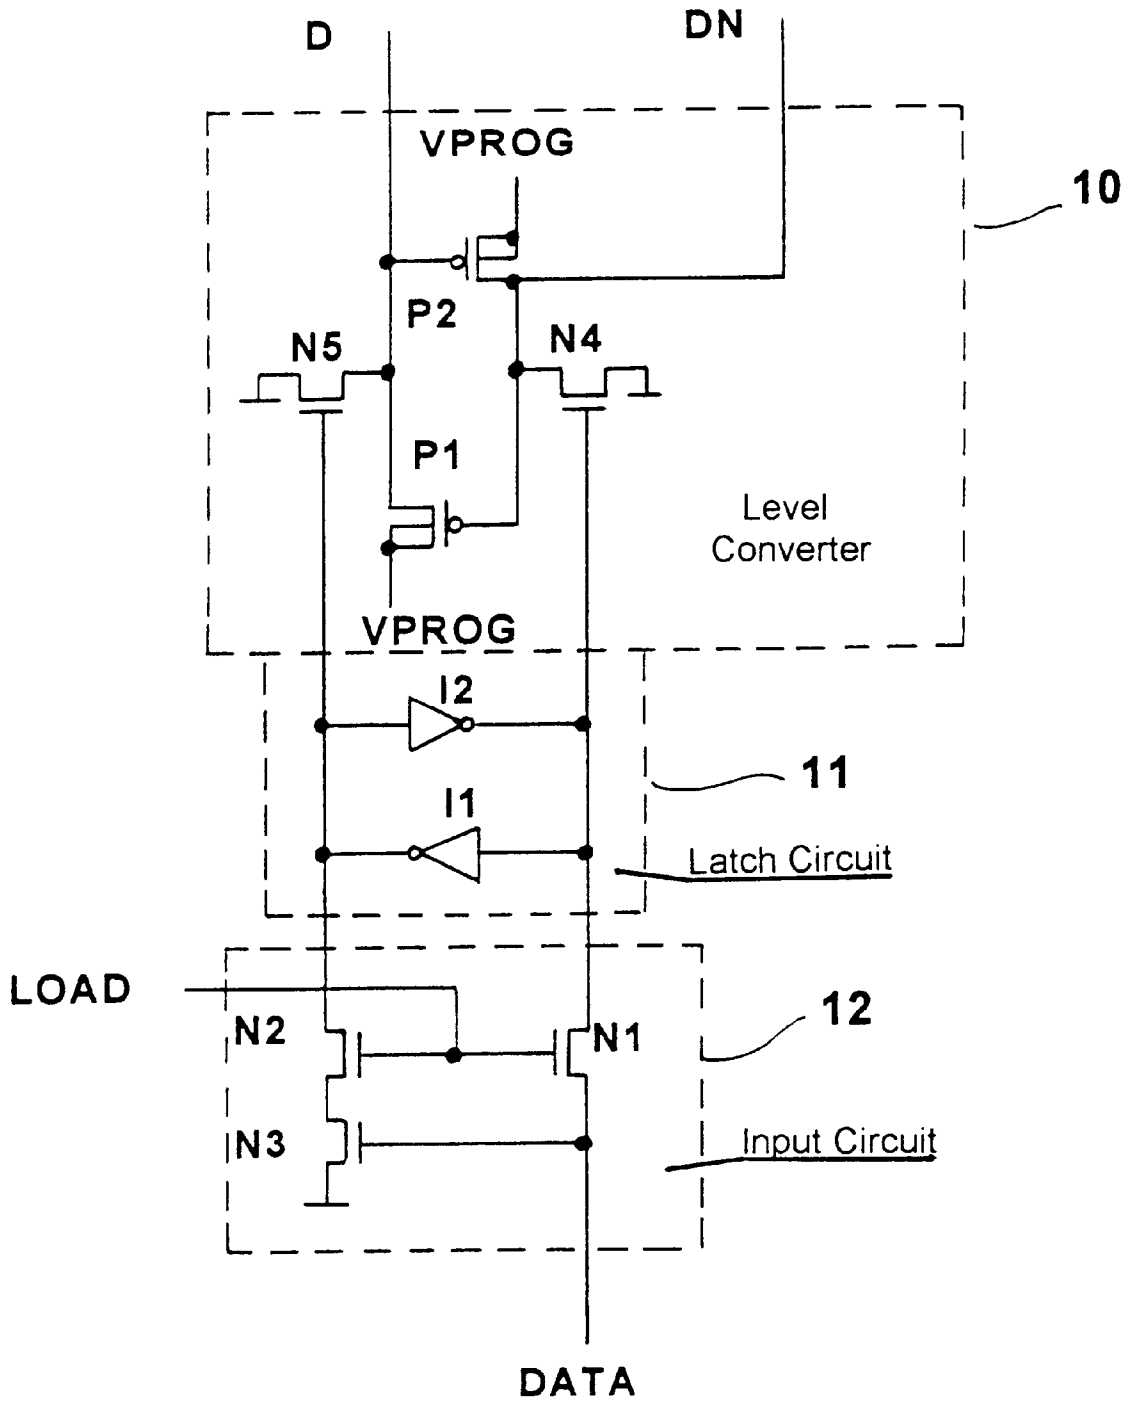 D
DN
VPROG
10
P2
N5
N4
P1
Level
Converter
VPROG
I2
11
I1
Latch Circuit
LOAD
12
N2
N1
N3
Input Circuit
DATA